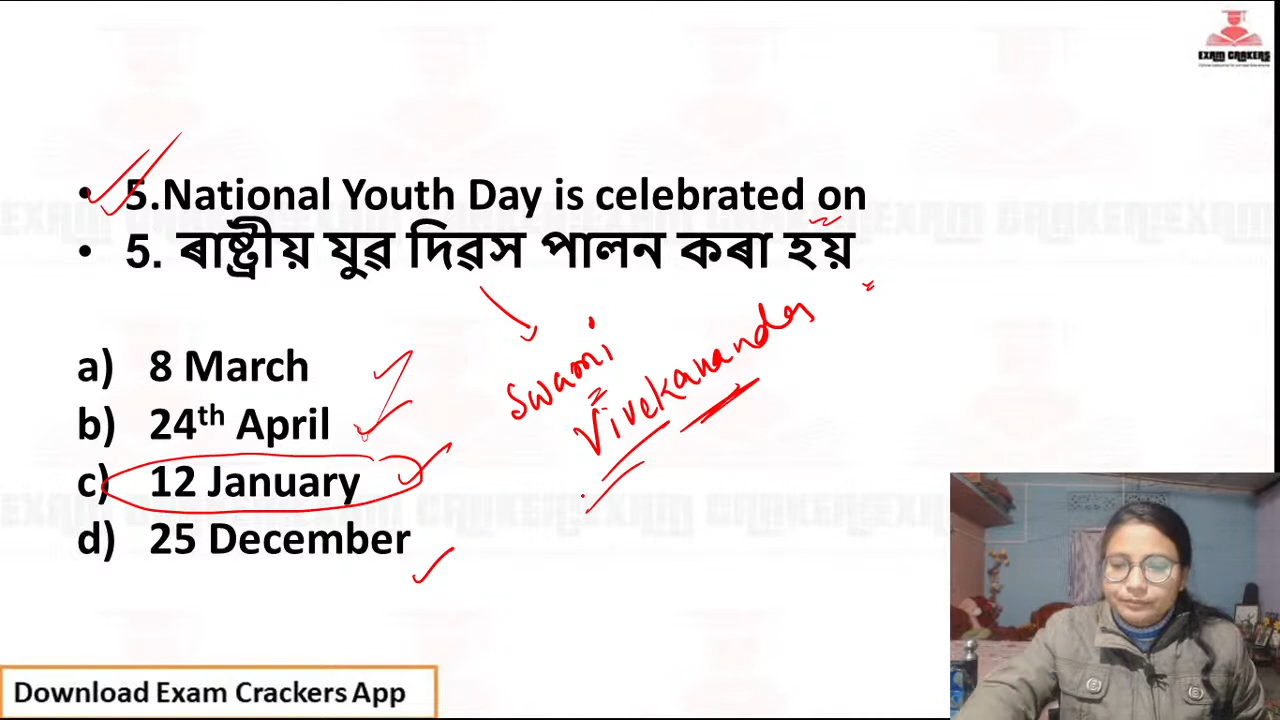 EXAM CRAKERS
• 5.National Youth Day is celebrated on
• 5. ৰাষ্ট্ৰীয় যুৱ দিৱস পালন কৰা হয়
a) 8 March
b) 24th April
c) 12 January
d) 25 December
Swami
Vivekananda
Download Exam Crackers App